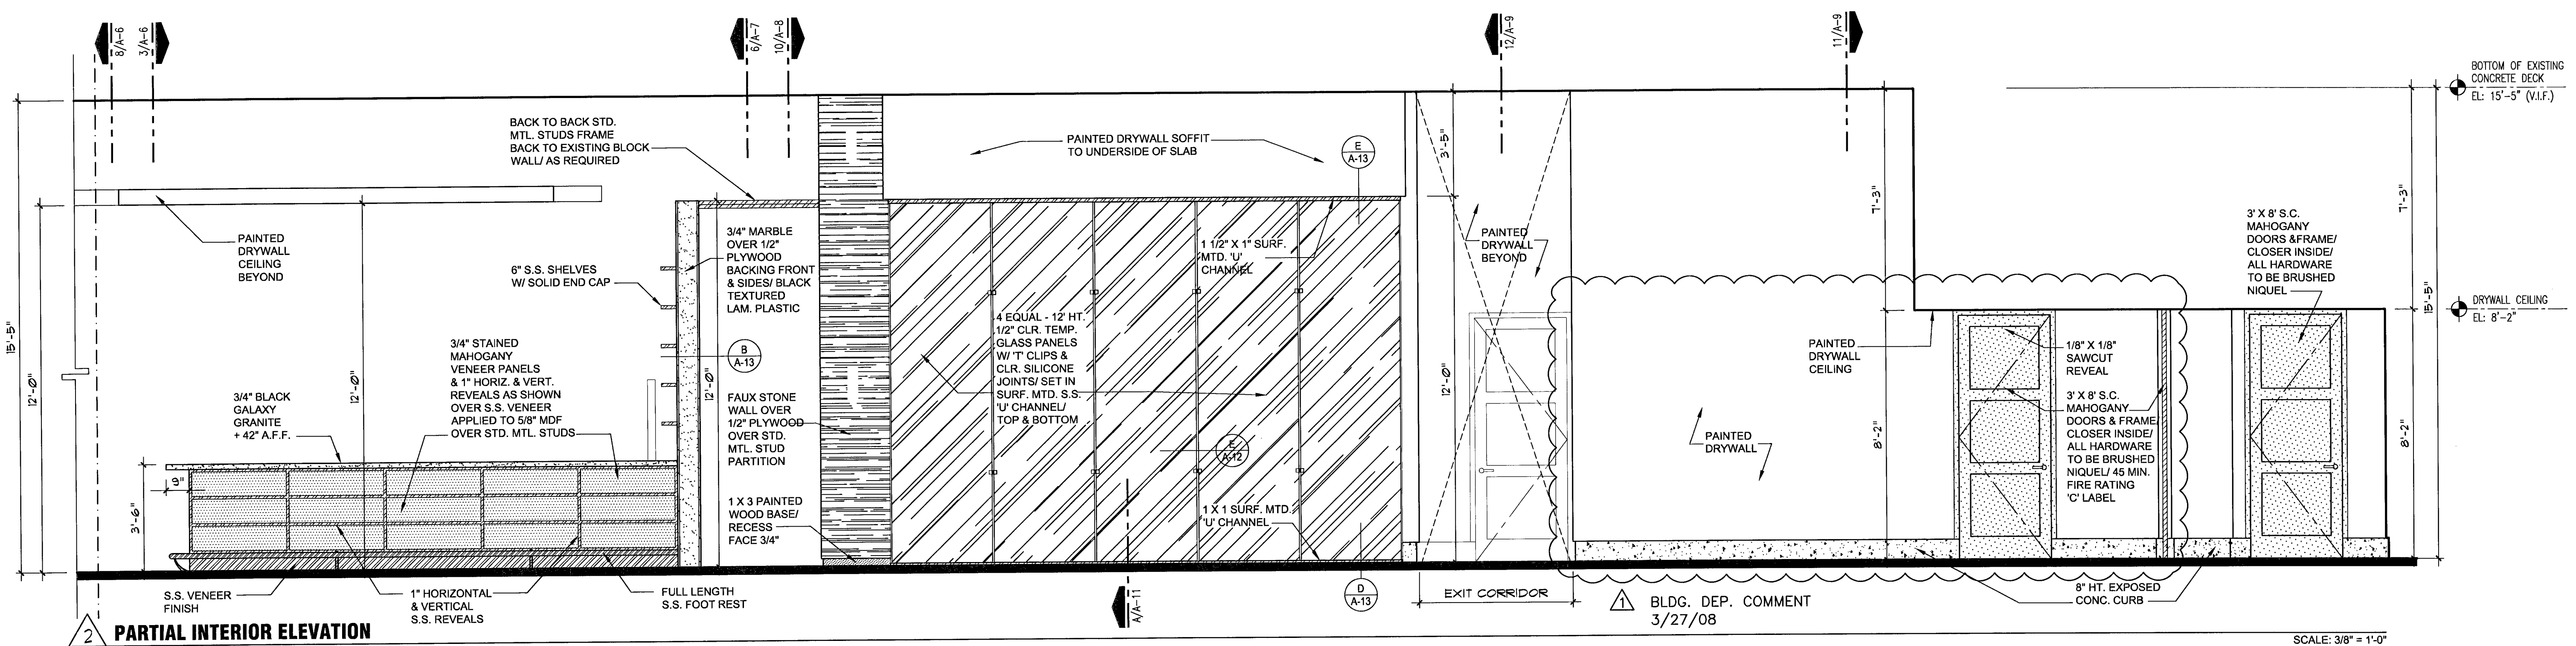 8/A-6
3/A-6
6/A-7
10/A-8
12/A-9
11/A-9
BOTTOM OF EXISTING
CONCRETE DECK
EL: 15'-5" (V.I.F.)
BACK TO BACK STD.
MTL. STUDS FRAME
BACK TO EXISTING BLOCK
WALL/ AS REQUIRED
PAINTED DRYWALL SOFFIT
TO UNDERSIDE OF SLAB
E
A-13
3'-5"
7'-3"
7'-3"
15'-5"
12'-0"
12'-0"
12'-0"
12'-0"
15'-5"
PAINTED
DRYWALL
CEILING
BEYOND
6" S.S. SHELVES
W/ SOLID END CAP
3/4" MARBLE
OVER 1/2"
PLYWOOD
BACKING FRONT
& SIDES/ BLACK
TEXTURED
LAM. PLASTIC
1 1/2" X 1" SURF.
MTD. 'U'
CHANNEL
PAINTED
DRYWALL
BEYOND
3' X 8' S.C.
MAHOGANY
DOORS &FRAME/
CLOSER INSIDE/
ALL HARDWARE
TO BE BRUSHED
NIQUEL
DRYWALL CEILING
EL: 8'-2"
3/4" BLACK
GALAXY
GRANITE
+ 42" A.F.F.
3/4" STAINED
MAHOGANY
VENEER PANELS
& 1" HORIZ. & VERT.
REVEALS AS SHOWN
OVER S.S. VENEER
APPLIED TO 5/8" MDF
OVER STD. MTL. STUDS
B
A-13
FAUX STONE
WALL OVER
1/2" PLYWOOD
OVER STD.
MTL. STUD
PARTITION
4 EQUAL - 12' HT.
1/2" CLR. TEMP.
GLASS PANELS
W/ 'T' CLIPS &
CLR. SILICONE
JOINTS/ SET IN
SURF. MTD. S.S.
'U' CHANNEL/
TOP & BOTTOM
E
A-12
PAINTED
DRYWALL
PAINTED
DRYWALL
CEILING
8'-2"
8'-2"
1/8" X 1/8"
SAWCUT
REVEAL
3' X 8' S.C.
MAHOGANY
DOORS & FRAME/
CLOSER INSIDE/
ALL HARDWARE
TO BE BRUSHED
NIQUEL/ 45 MIN.
FIRE RATING
'C' LABEL
9"
3'-6"
1 X 3 PAINTED
WOOD BASE/
RECESS
FACE 3/4"
1 X 1 SURF. MTD.
'U' CHANNEL
S.S. VENEER
FINISH
1" HORIZONTAL
& VERTICAL
S.S. REVEALS
FULL LENGTH
S.S. FOOT REST
A/A-11
D
A-13
EXIT CORRIDOR
1
BLDG. DEP. COMMENT
3/27/08
8" HT. EXPOSED
CONC. CURB
2
PARTIAL INTERIOR ELEVATION
SCALE: 3/8" = 1'-0"